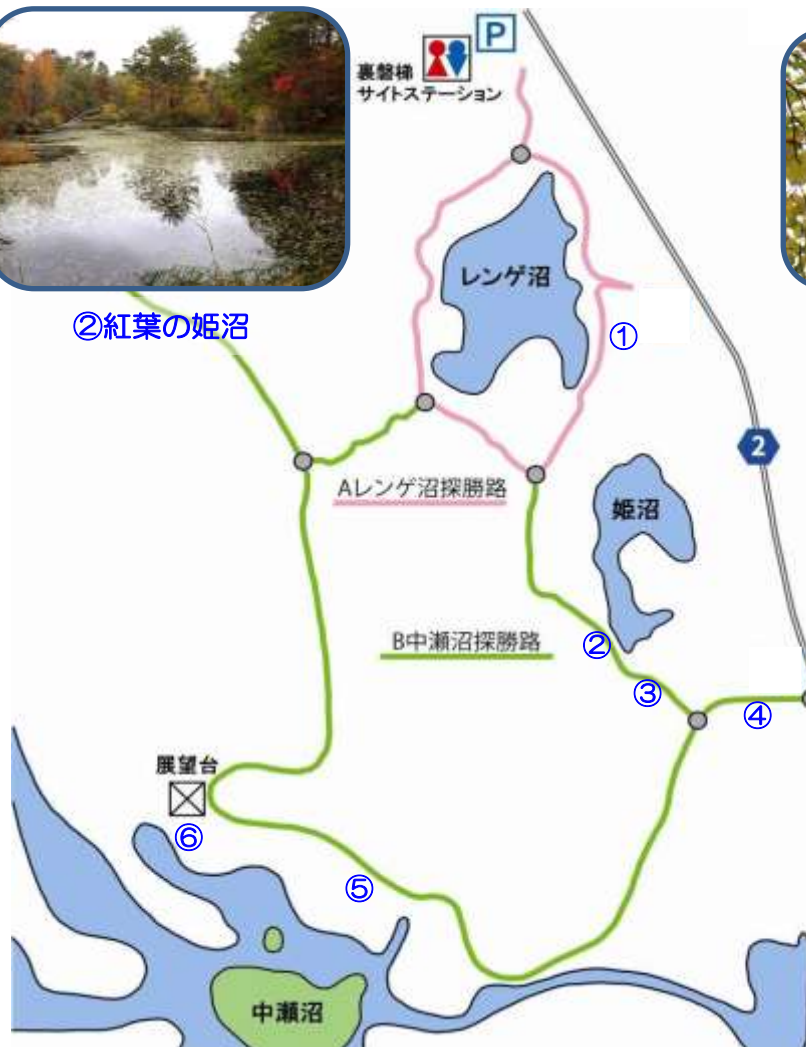 P
裏磐梯
サイトステーション
レンゲ沼
②紅葉の姫沼
①
2
Aレンゲ沼探勝路
姫沼
B中瀬沼探勝路
②
③
④
展望台
⑥
⑤
中瀬沼